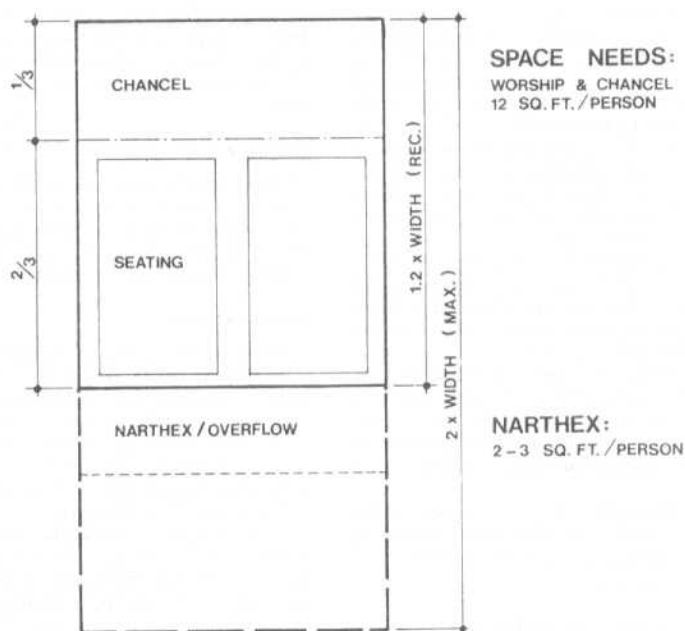 1/3
CHANCEL
2/3
SEATING
1.2 x WIDTH (REC.)
2 x WIDTH (MAX.)
NARTHEX / OVERFLOW
SPACE NEEDS:
WORSHIP & CHANCEL
12 SQ. FT. / PERSON
NARTHEX:
2-3 SQ. FT. / PERSON